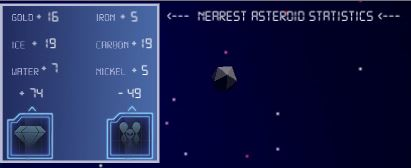 GOLD + 16 IRON + 5 <--- NEAREST ASTEROID STATISTICS <---
ICE + 19 CARBON + 19
WATER + 7 NICKEL + 5
+ 74 - 49